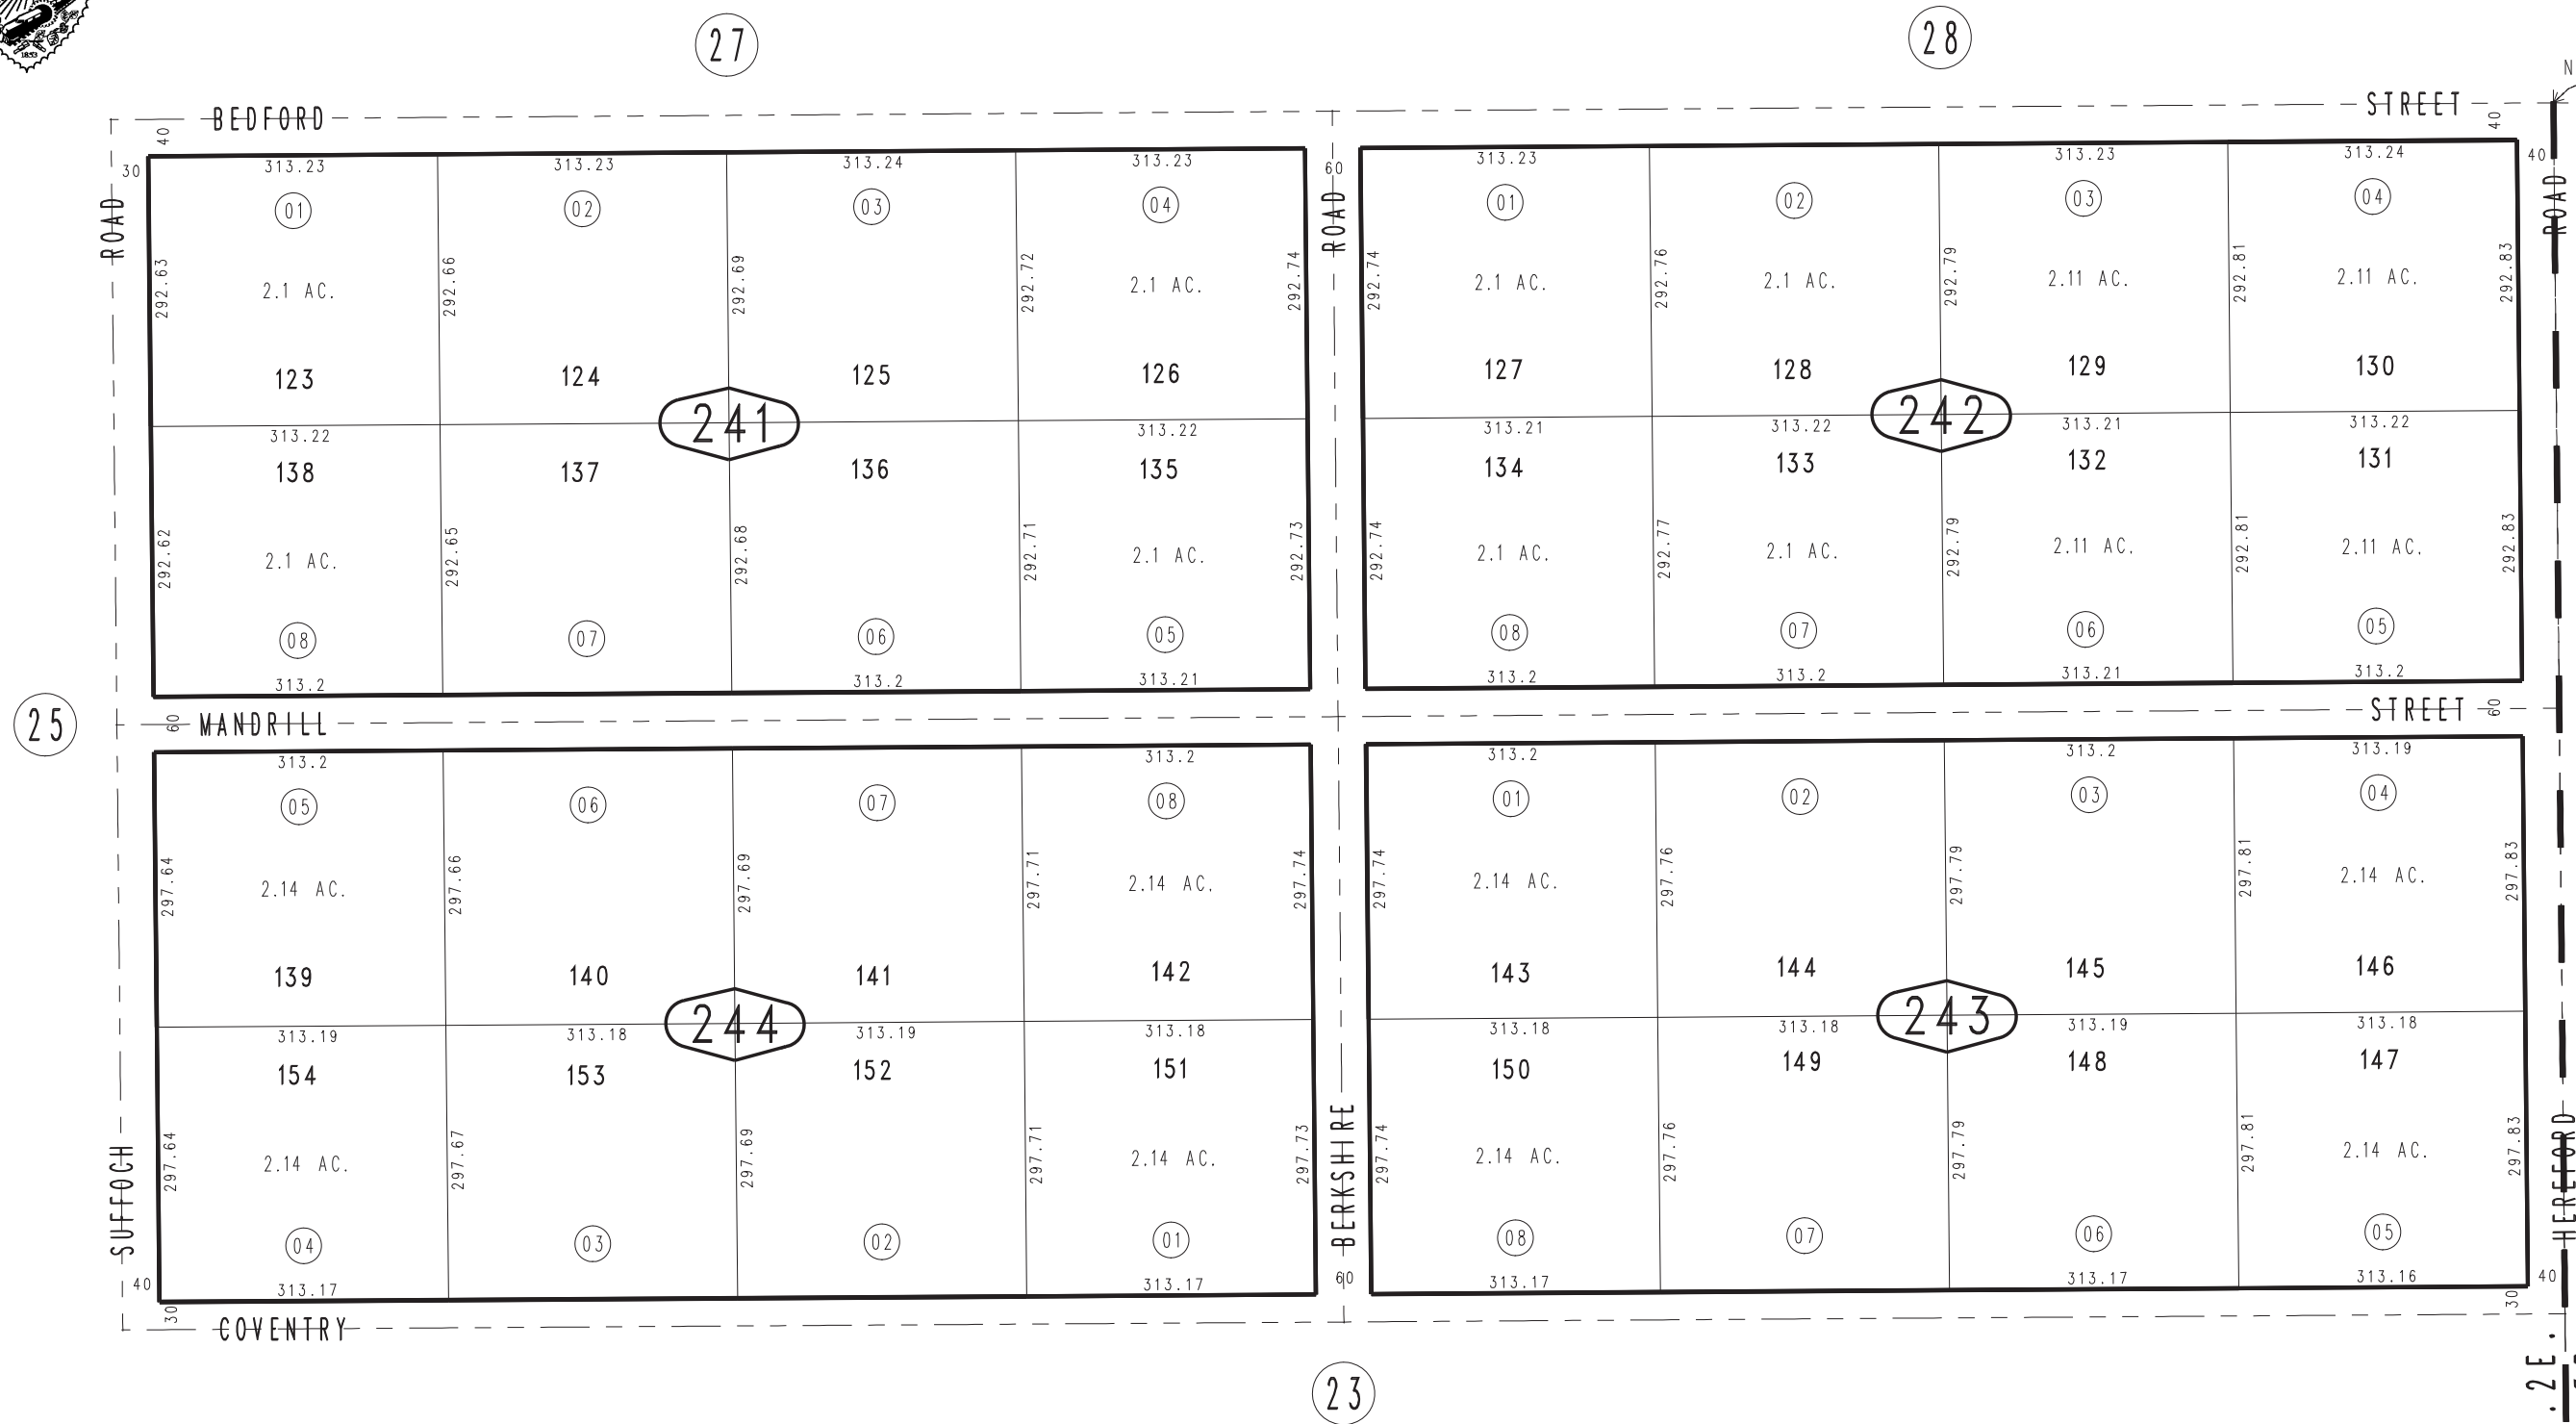 1853
27 28
N
BEDFORD STREET
40 40
30 313.23 313.23 313.24 313.23 60 313.23 313.23 313.24 40
01 02 03 04 01 02 03 04
ROAD ROAD ROAD
292.63 292.66 292.69 292.72 292.74 292.74 292.76 292.79 292.81 292.83
2.1 AC. 2.1 AC. 2.1 AC. 2.1 AC. 2.11 AC. 2.11 AC.
123 124 125 126 127 128 129 130
241 242
313.22 313.22 313.21 313.22 313.21 313.22
138 137 136 135 134 133 132 131
292.62 292.65 292.68 292.71 292.73 292.74 292.77 292.79 292.81 292.83
2.1 AC. 2.1 AC. 2.1 AC. 2.1 AC. 2.11 AC. 2.11 AC.
08 07 06 05 08 07 06 05
313.2 313.2 313.21 313.2 313.2 313.21 313.2
25 60 MANDRILL STREET 60
313.2 313.2 313.2 313.2 313.19
05 06 07 08 01 02 03 04
297.64 297.66 297.69 297.71 297.74 297.74 297.76 297.79 297.81 297.83
2.14 AC. 2.14 AC. 2.14 AC. 2.14 AC.
139 140 141 142 143 144 145 146
244 243
313.19 313.18 313.19 313.18 313.18 313.18 313.19 313.18
154 153 152 151 150 149 148 147
297.64 297.67 297.69 297.71 297.73 297.74 297.76 297.79 297.81 297.83
2.14 AC. 2.14 AC. 2.14 AC. 2.14 AC.
SUFFOCH BERKSHIRE HEREFORD
04 03 02 01 08 07 06 05
40 313.17 313.17 60 313.17 313.17 313.16 40
30 30
COVENTRY
23
2E.